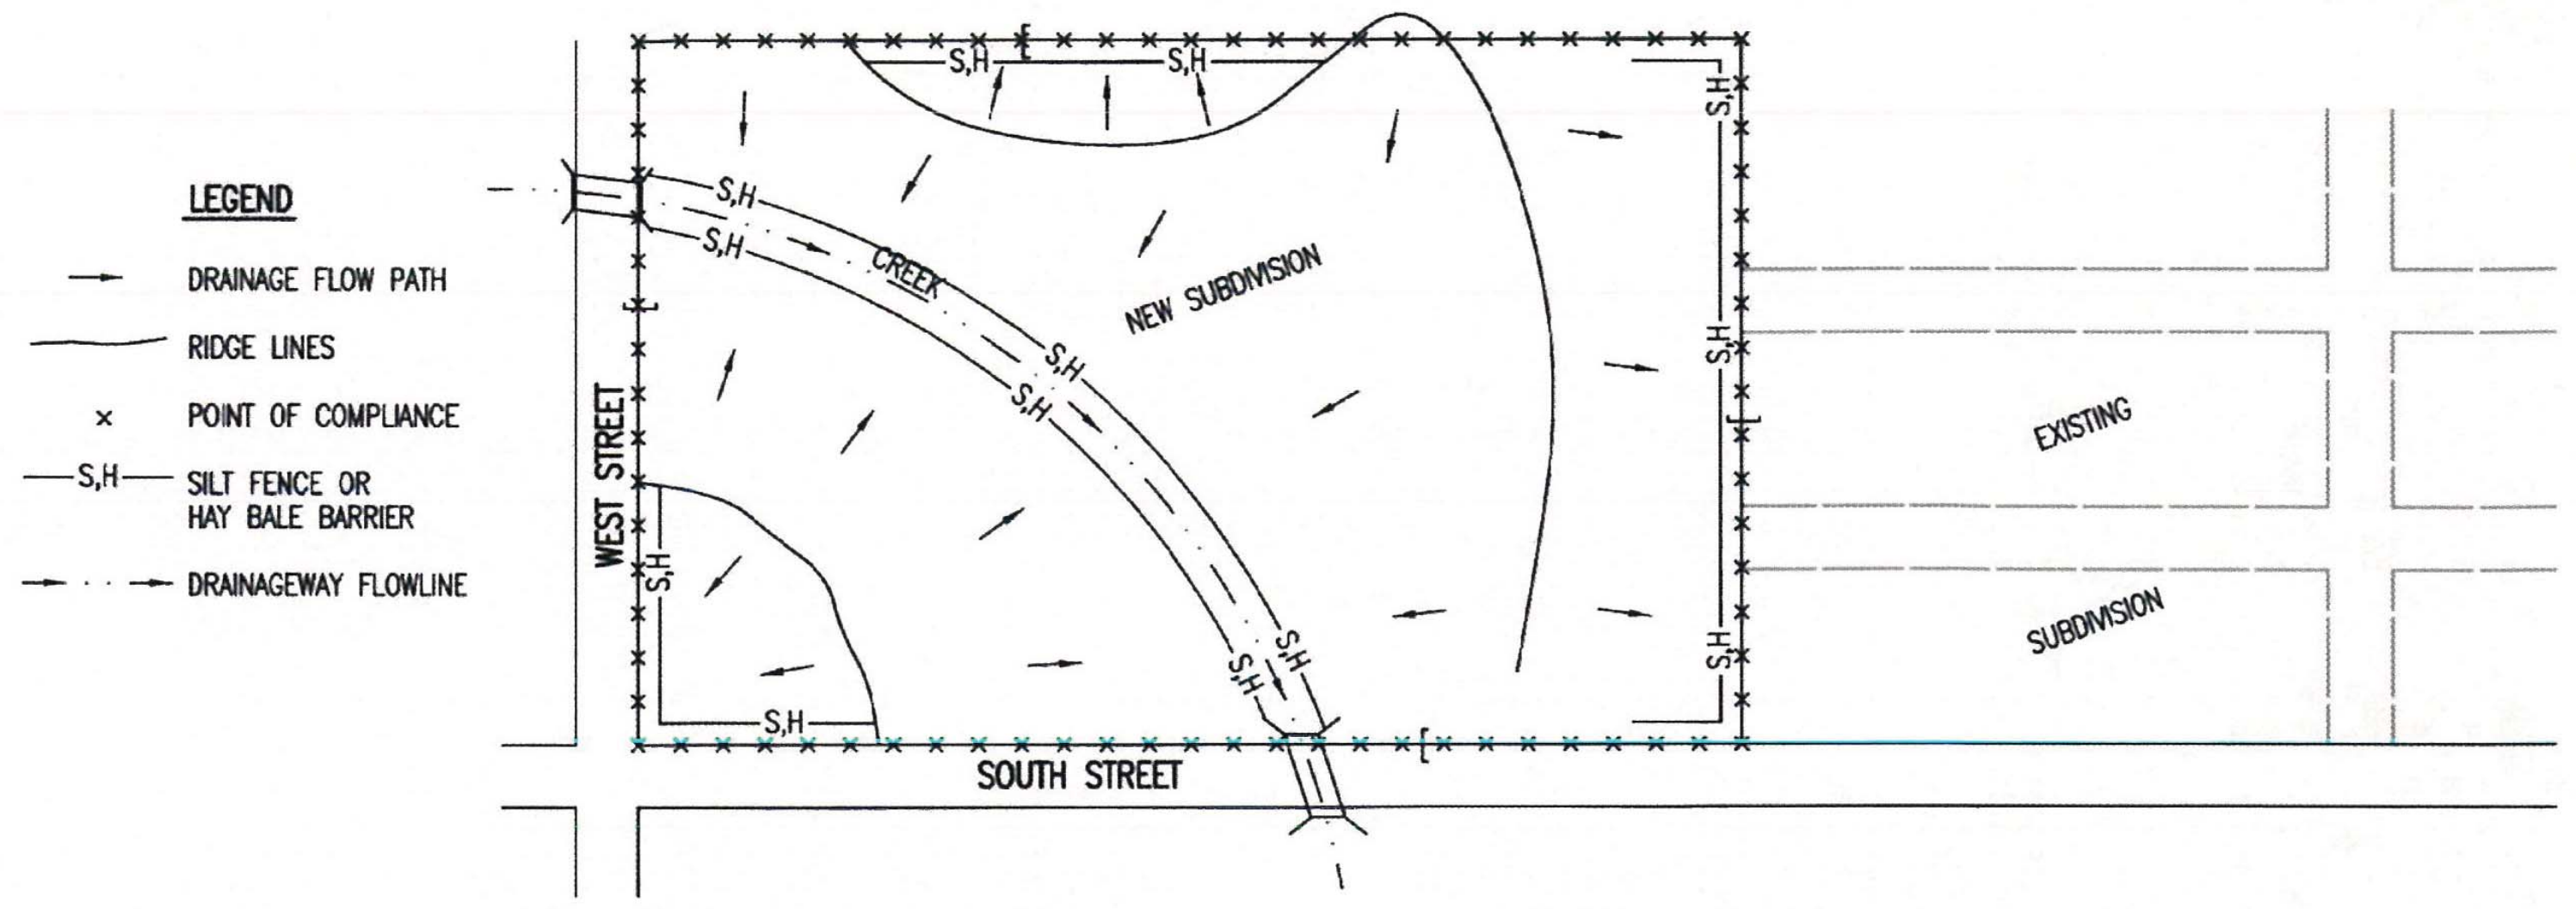 LEGEND
DRAINAGE FLOW PATH
RIDGE LINES
× POINT OF COMPLIANCE
S,H SILT FENCE OR
HAY BALE BARRIER
DRAINAGEWAY FLOWLINE
S,H
S,H
S,H
S,H
S,H
CREEK
NEW SUBDIVISION
S,H
S,H
S,H
WEST STREET
EXISTING
S,H
S,H
S,H
S,H
S,H
SUBDIVISION
S,H
SOUTH STREET